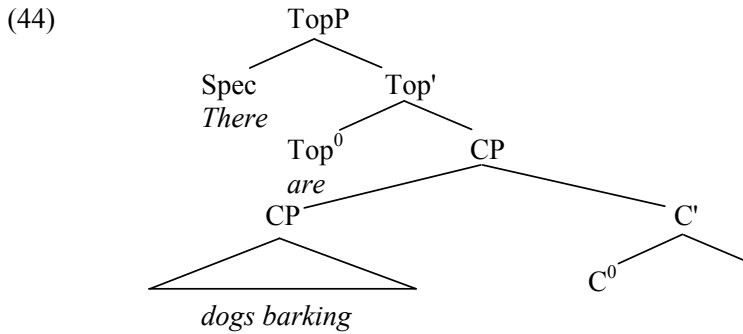 (44) TopP
Spec Top'
There
Top⁰ CP
are
CP C'
C⁰
dogs barking